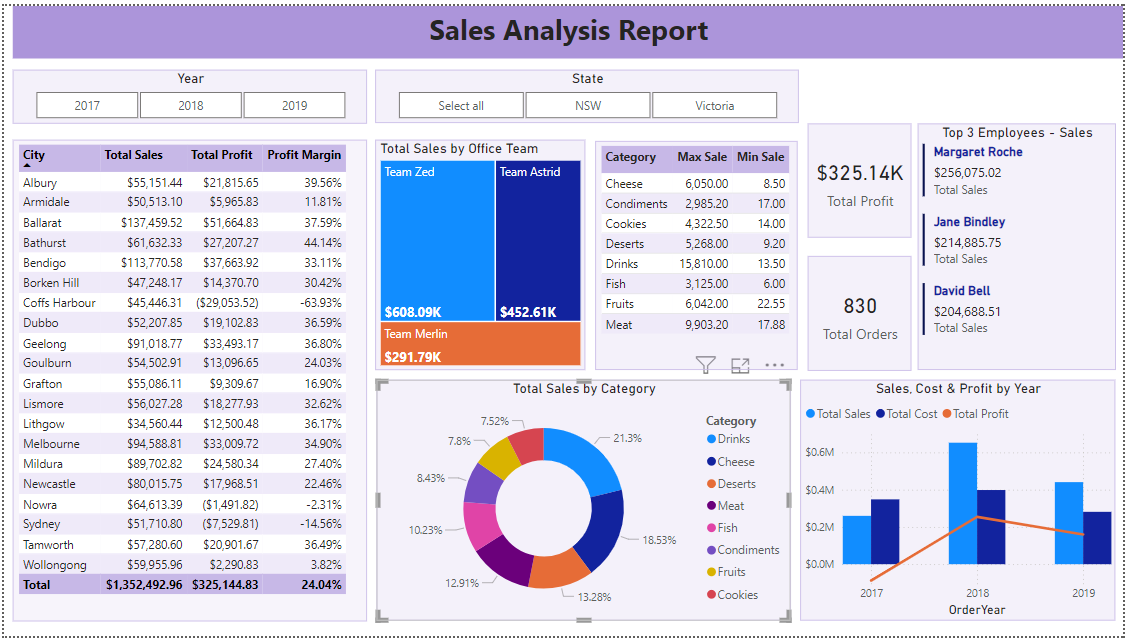 Sales Analysis Report
Year
2017 2018 2019
State
Select all NSW Victoria
City Total Sales Total Profit Profit Margin
Albury $55,151.44 $21,815.65 39.56%
Armidale $50,513.10 $5,965.83 11.81%
Ballarat $137,459.52 $51,664.83 37.59%
Bathurst $61,632.33 $27,207.27 44.14%
Bendigo $113,770.58 $37,663.92 33.11%
Borken Hill $47,248.17 $14,370.70 30.42%
Coffs Harbour $45,446.31 ($29,053.52) -63.93%
Dubbo $52,207.85 $19,102.83 36.59%
Geelong $91,018.77 $33,493.17 36.80%
Goulburn $54,502.91 $13,096.65 24.03%
Grafton $55,086.11 $9,309.67 16.90%
Lismore $56,027.28 $18,277.93 32.62%
Lithgow $34,560.44 $12,500.48 36.17%
Melbourne $94,588.81 $33,009.72 34.90%
Mildura $89,702.82 $24,580.34 27.40%
Newcastle $80,015.75 $17,968.51 22.46%
Nowra $64,613.39 ($1,491.82) -2.31%
Sydney $51,710.80 ($7,529.81) -14.56%
Tamworth $57,280.60 $20,901.67 36.49%
Wollongong $59,955.96 $2,290.83 3.82%
Total $1,352,492.96 $325,144.83 24.04%
Total Sales by Office Team
Team Zed
$608.09K
Team Astrid
$452.61K
Team Merlin
$291.79K
Category Max Sale Min Sale
Cheese 6,050.00 8.50
Condiments 2,985.20 17.00
Cookies 4,322.50 14.00
Deserts 5,268.00 9.20
Drinks 15,810.00 13.50
Fish 3,125.00 6.00
Fruits 6,042.00 22.55
Meat 9,903.20 17.88
$325.14K
Total Profit
830
Total Orders
Top 3 Employees - Sales
Margaret Roche
$256,075.02
Total Sales
Jane Bindley
$214,885.75
Total Sales
David Bell
$204,688.51
Total Sales
Total Sales by Category
21.3%
18.53%
13.28%
12.91%
10.23%
8.43%
7.8%
7.52%
Category
Drinks
Cheese
Deserts
Meat
Fish
Condiments
Fruits
Cookies
Sales, Cost & Profit by Year
Total Sales Total Cost Total Profit
$0.6M
$0.4M
$0.2M
$0.0M
2017 2018 2019
OrderYear